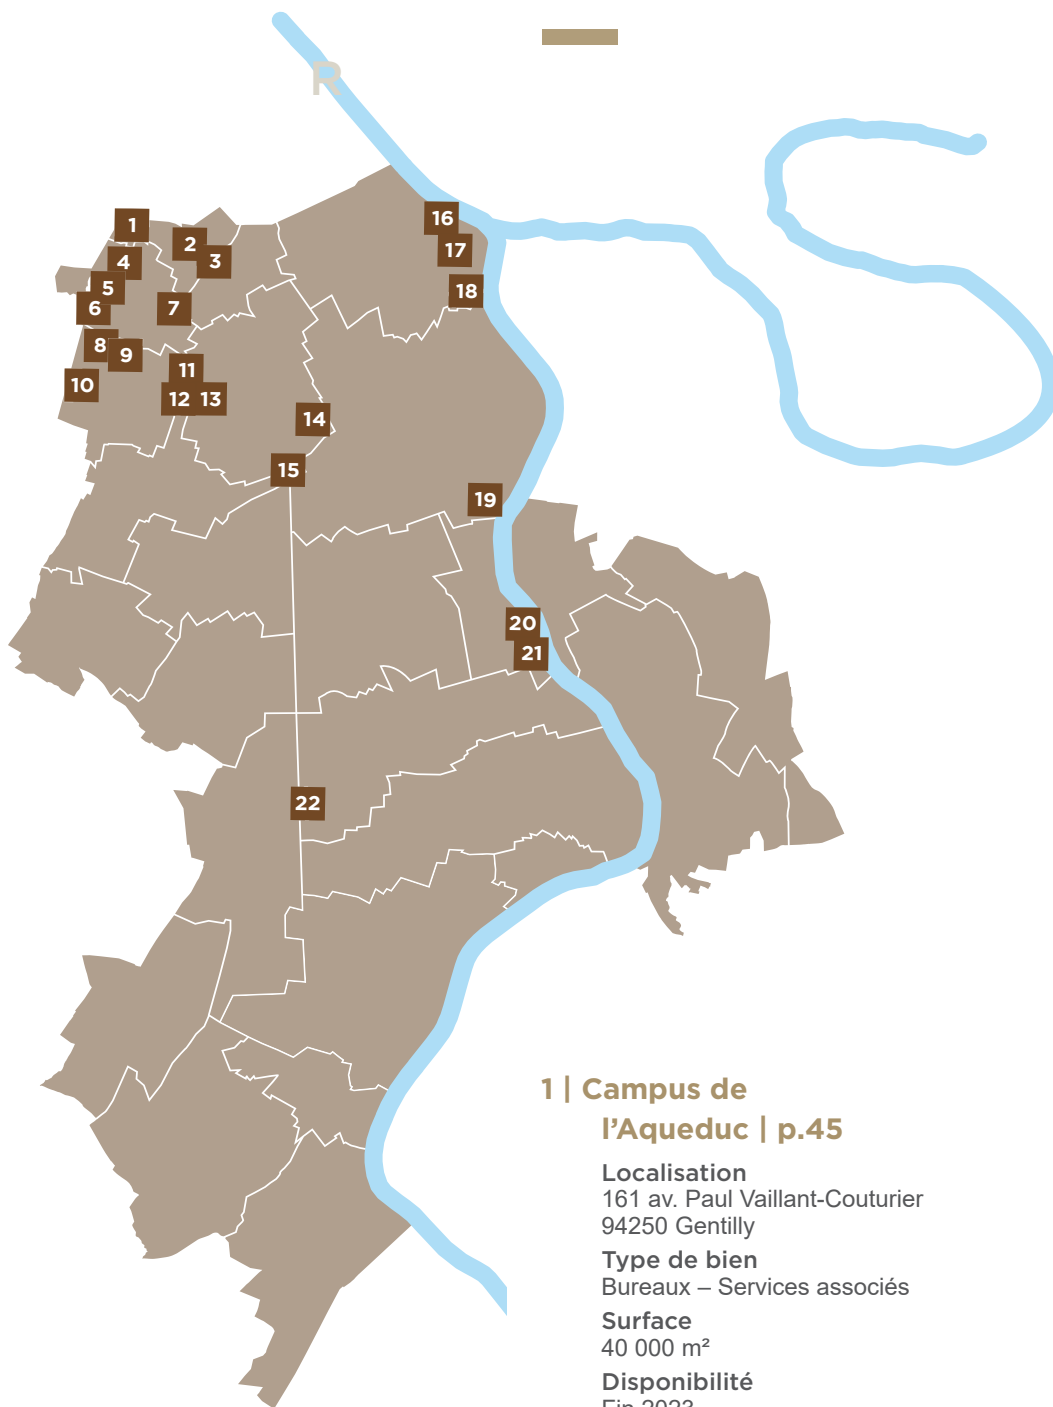 R
1
2
3
4
5
6
7
8
9
10
11
12 13
14
15
16
17
18
19
20
21
22
1 | Campus de
l'Aqueduc | p.45
Localisation
161 av. Paul Vaillant-Couturier
94250 Gentilly
Type de bien
Bureaux – Services associés
Surface
40 000 m²
Disponibilité
Fin 2023